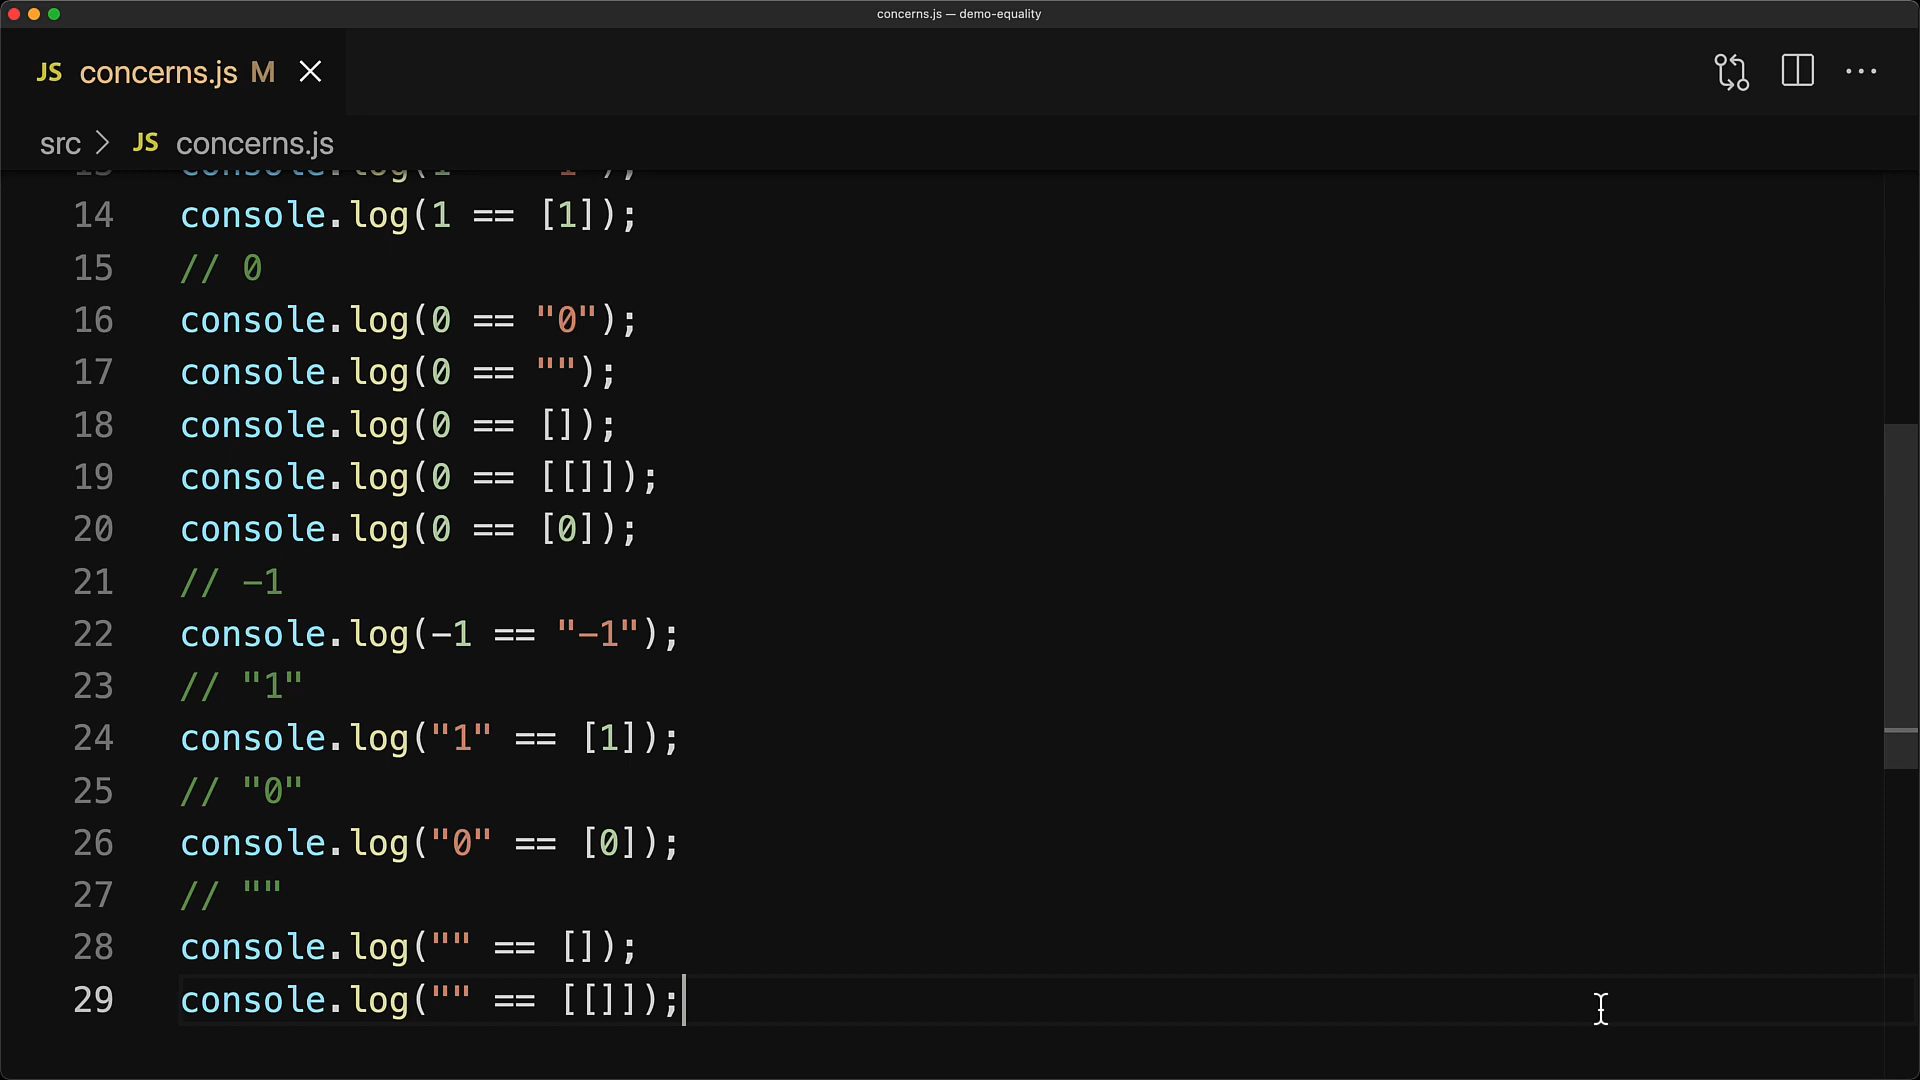 concerns.js — demo-equality
JS concerns.js M
src > JS concerns.js
14 console.log(1 == [1]);
15 // 0
16 console.log(0 == "0");
17 console.log(0 == "");
18 console.log(0 == []);
19 console.log(0 == [[]]);
20 console.log(0 == [0]);
21 // -1
22 console.log(-1 == "-1");
23 // "1"
24 console.log("1" == [1]);
25 // "0"
26 console.log("0" == [0]);
27 // ""
28 console.log("" == []);
29 console.log("" == [[]]);